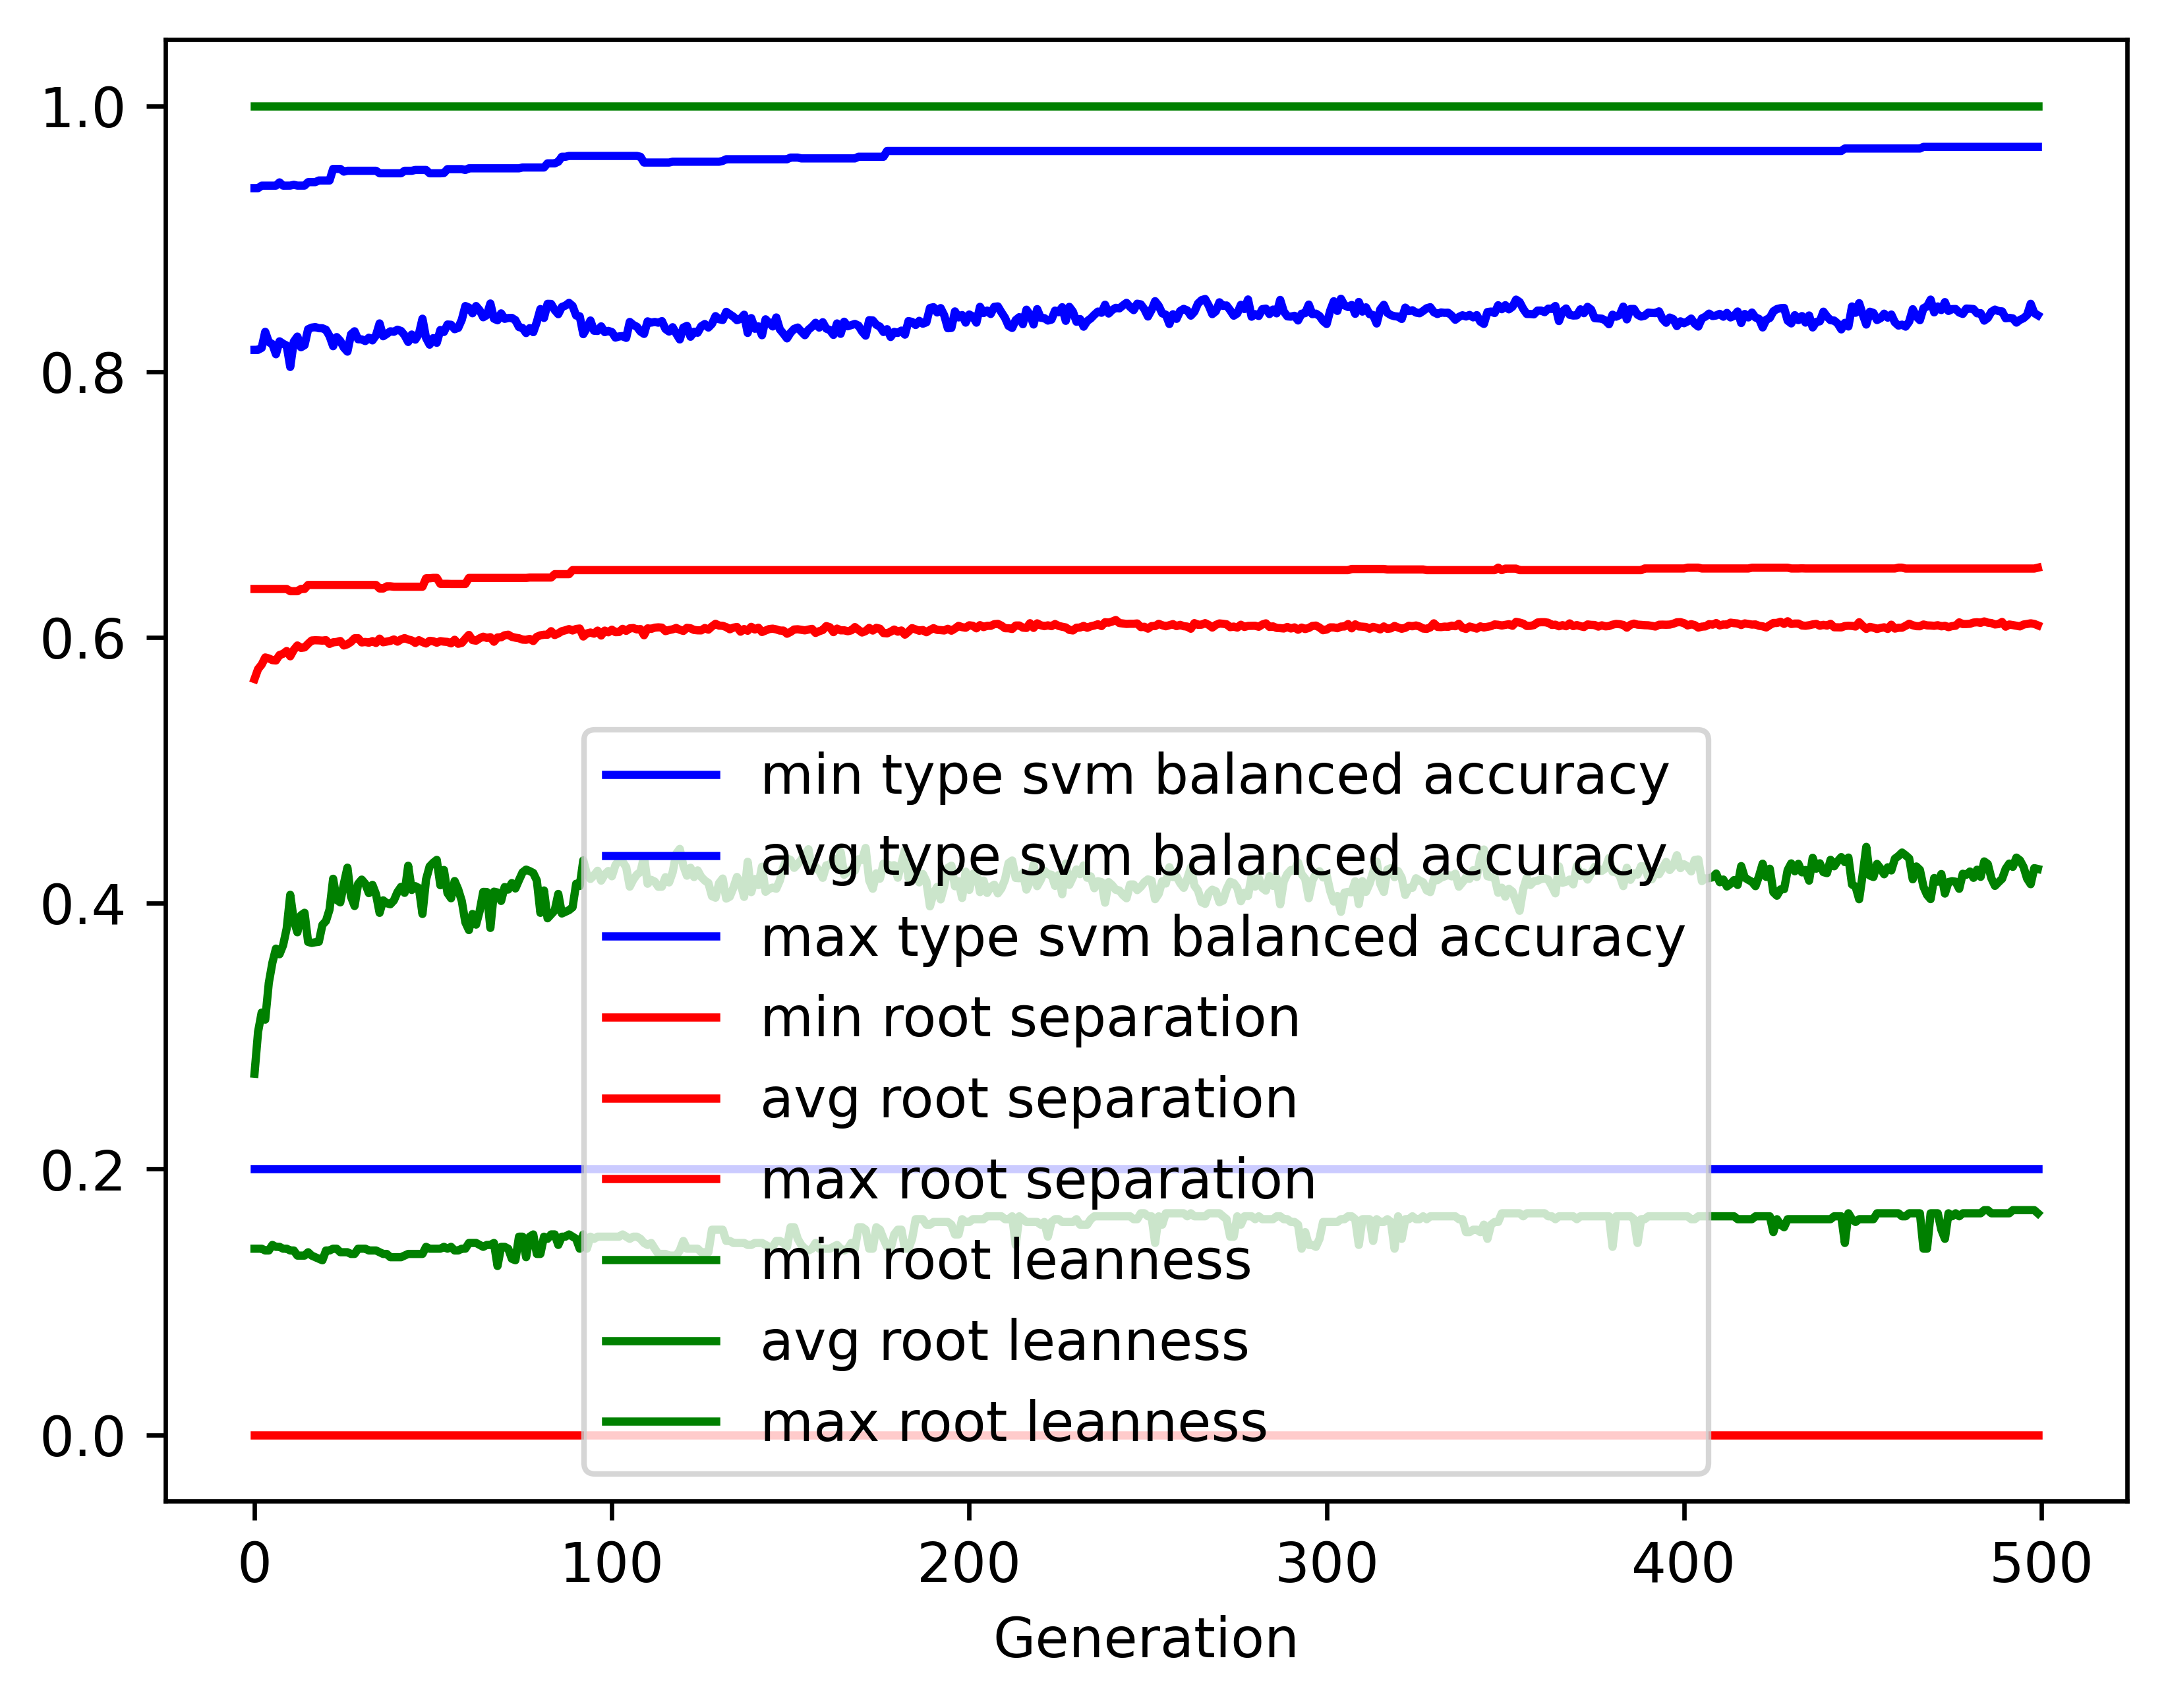 1.0
0.8
0.6
0.4
0.2
0.0
min type svm balanced accuracy
avg type svm balanced accuracy
max type svm balanced accuracy
min root separation
avg root separation
max root separation
min root leanness
avg root leanness
max root leanness
0 100 200 300 400 500
Generation